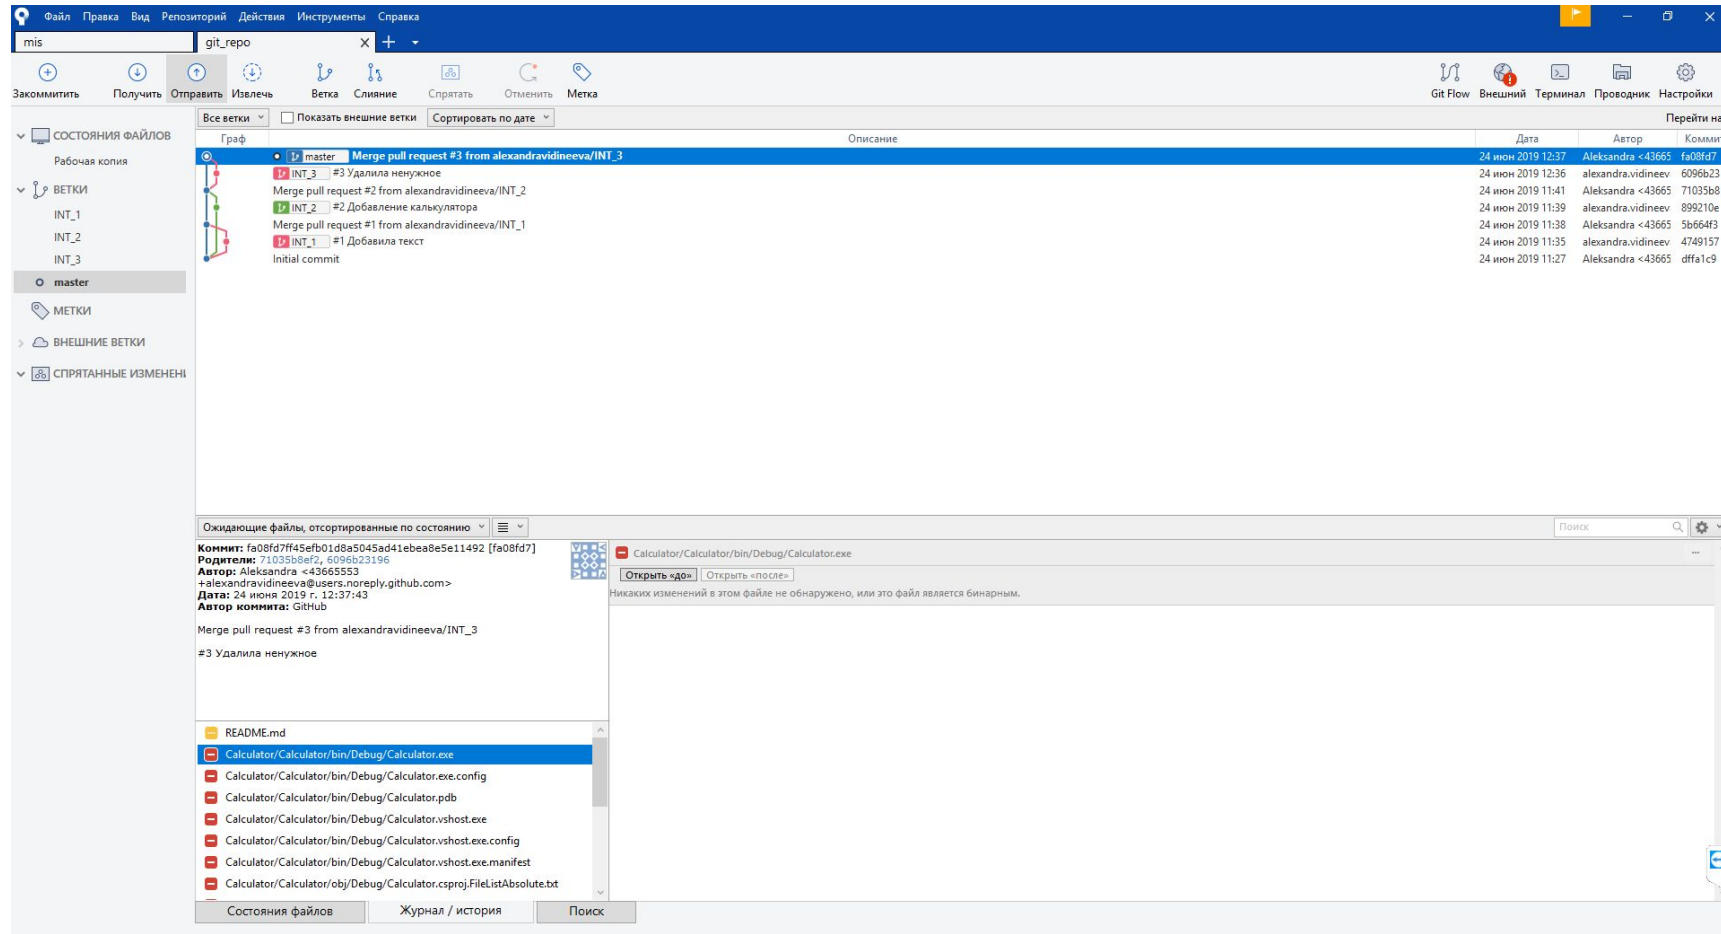 Файл Правка Вид Репозиторий Действия Инструменты Справка
mis git_repo
Закоммитить Получить Отправить Извлечь Ветка Слияние Спрятать Отменить Метка Git Flow Внешний Терминал Проводник Настройки
Все ветки Показать внешние ветки Сортировать по дате Перейти на
СОСТОЯНИЯ ФАЙЛОВ
Рабочая копия
ВЕТКИ
INT_1
INT_2
INT_3
master
МЕТКИ
ВНЕШНИЕ ВЕТКИ
СПРЯТАННЫЕ ИЗМЕНЕНИ
Граф Описание Дата Автор Коммит
master Merge pull request #3 from alexandravidineeva/INT_3 24 июн 2019 12:37 Aleksandra <43665 fa08fd7
INT_3 #3 Удалила ненужное 24 июн 2019 12:36 alexandra.vidineev 6096b23
Merge pull request #2 from alexandravidineeva/INT_2 24 июн 2019 11:41 Aleksandra <43665 71035b8
INT_2 #2 Добавление калькулятора 24 июн 2019 11:39 alexandra.vidineev 899210e
Merge pull request #1 from alexandravidineeva/INT_1 24 июн 2019 11:38 Aleksandra <43665 5b664f3
INT_1 #1 Добавила текст 24 июн 2019 11:35 alexandra.vidineev 4749157
Initial commit 24 июн 2019 11:27 Aleksandra <43665 dffa1c9
Ожидающие файлы, отсортированные по состоянию Поиск
Коммит: fa08fd7ff45efb01d8a5045ad41ebea8e5e11492 [fa08fd7]
Родители: 71035b8ef2, 6096b23196
Автор: Aleksandra <43665553
+alexandravidineeva@users.noreply.github.com>
Дата: 24 июня 2019 г. 12:37:43
Автор коммита: GitHub
Merge pull request #3 from alexandravidineeva/INT_3
#3 Удалила ненужное
README.md
Calculator/Calculator/bin/Debug/Calculator.exe
Calculator/Calculator/bin/Debug/Calculator.exe.config
Calculator/Calculator/bin/Debug/Calculator.pdb
Calculator/Calculator/bin/Debug/Calculator.vshost.exe
Calculator/Calculator/bin/Debug/Calculator.vshost.exe.config
Calculator/Calculator/bin/Debug/Calculator.vshost.exe.manifest
Calculator/Calculator/obj/Debug/Calculator.csproj.FileListAbsolute.txt
Calculator/Calculator/bin/Debug/Calculator.exe
Открыть «до» Открыть «после»
Никаких изменений в этом файле не обнаружено, или это файл является бинарным.
Состояния файлов Журнал / история Поиск